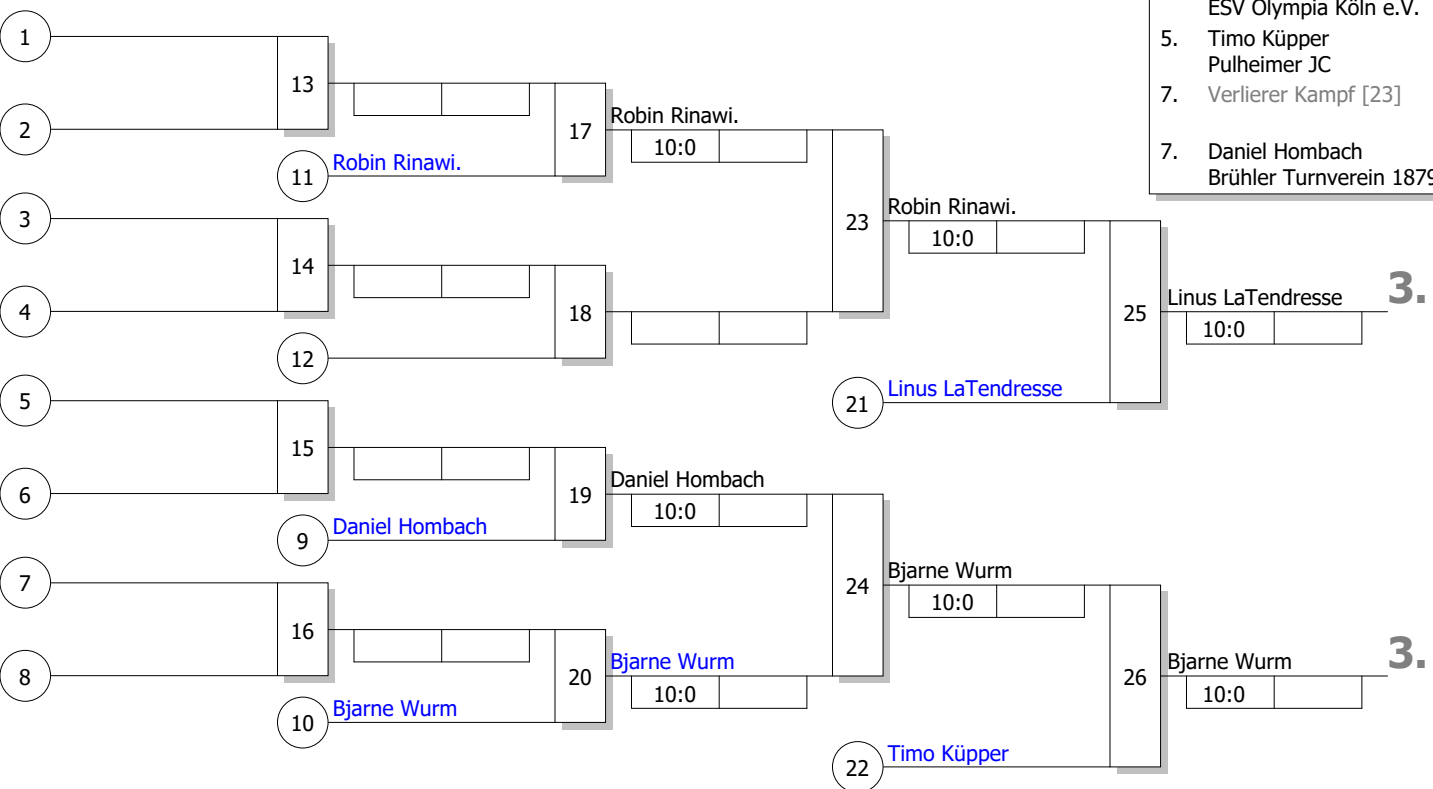 ESV Olympia Köln e.V.
5. Timo Küpper
Pulheimer JC
7. Verlierer Kampf [23]
7. Daniel Hombach
Brühler Turnverein 1879
1
13
2
17
Robin Rinawi.
10:0
11
Robin Rinawi.
3
23
Robin Rinawi.
10:0
14
4
18
25
Linus LaTendresse
3.
10:0
12
5
21
Linus LaTendresse
15
6
19
Daniel Hombach
10:0
9
Daniel Hombach
7
24
Bjarne Wurm
10:0
16
8
20
Bjarne Wurm
10:0
26
Bjarne Wurm
3.
10:0
10
Bjarne Wurm
22
Timo Küpper